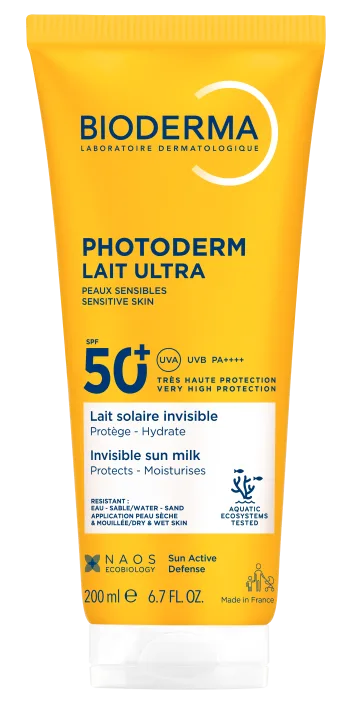 BIODERMA
LABORATOIRE DERMATOLOGIQUE
PHOTODERM
LAIT ULTRA
PEAUX SENSIBLES
SENSITIVE SKIN
SPF
50+ UVA UVB PA++++
TRÈS HAUTE PROTECTION
VERY HIGH PROTECTION
Lait solaire invisible
Protège - Hydrate
Invisible sun milk
Protects - Moisturises
RESISTANT :
EAU - SABLE/WATER - SAND
APPLICATION PEAU SÈCHE
& MOUILLÉE/DRY & WET SKIN
AQUATIC
ECOSYSTEMS
TESTED
NAOS
ECOBIOLOGY
Sun Active
Defense
200 ml ℮ 6.7 FL. OZ.
Made in France